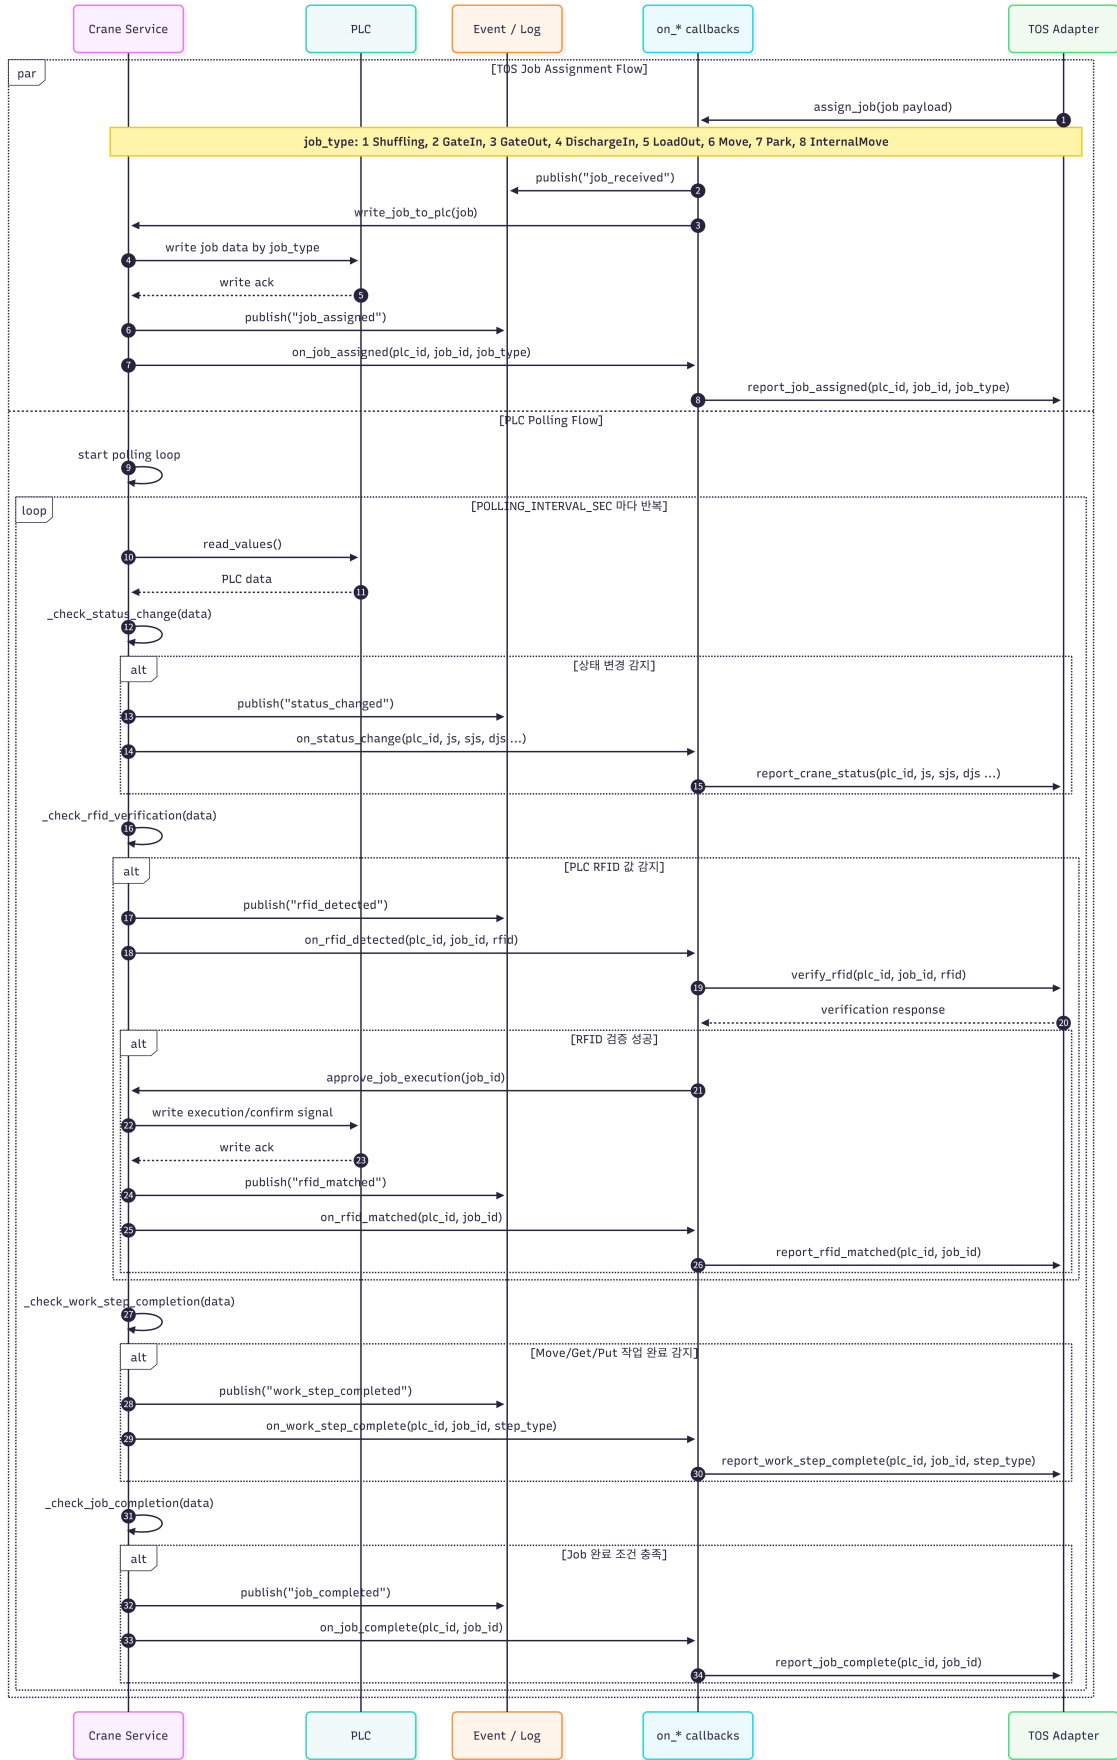 Crane Service
PLC
Event / Log
on_* callbacks
TOS Adapter
par
[TOS Job Assignment Flow]
assign_job(job payload)
1
job_type: 1 Shuffling, 2 GateIn, 3 GateOut, 4 DischargeIn, 5 LoadOut, 6 Move, 7 Park, 8 InternalMove
publish("job_received")
2
write_job_to_plc(job)
3
write job data by job_type
4
write ack
5
publish("job_assigned")
6
on_job_assigned(plc_id, job_id, job_type)
7
report_job_assigned(plc_id, job_id, job_type)
8
[PLC Polling Flow]
start polling loop
9
loop
[POLLING_INTERVAL_SEC 마다 반복]
read_values()
10
PLC data
11
_check_status_change(data)
12
alt
[상태 변경 감지]
publish("status_changed")
13
on_status_change(plc_id, js, sjs, djs ...)
14
report_crane_status(plc_id, js, sjs, djs ...)
15
_check_rfid_verification(data)
16
alt
[PLC RFID 값 감지]
publish("rfid_detected")
17
on_rfid_detected(plc_id, job_id, rfid)
18
verify_rfid(plc_id, job_id, rfid)
19
verification response
20
alt
[RFID 검증 성공]
approve_job_execution(job_id)
21
write execution/confirm signal
22
write ack
23
publish("rfid_matched")
24
on_rfid_matched(plc_id, job_id)
25
report_rfid_matched(plc_id, job_id)
26
_check_work_step_completion(data)
27
alt
[Move/Get/Put 작업 완료 감지]
publish("work_step_completed")
28
on_work_step_complete(plc_id, job_id, step_type)
29
report_work_step_complete(plc_id, job_id, step_type)
30
_check_job_completion(data)
31
alt
[Job 완료 조건 충족]
publish("job_completed")
32
on_job_complete(plc_id, job_id)
33
report_job_complete(plc_id, job_id)
34
Crane Service
PLC
Event / Log
on_* callbacks
TOS Adapter